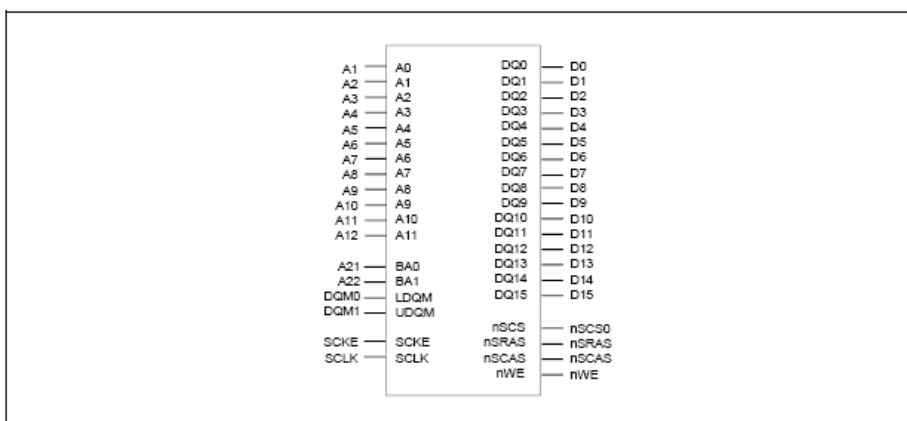 A1 A0 DQ0 D0
A2 A1 DQ1 D1
A3 A2 DQ2 D2
A4 A3 DQ3 D3
A5 A4 DQ4 D4
A6 A5 DQ5 D5
A7 A6 DQ6 D6
A8 A7 DQ7 D7
A9 A8 DQ8 D8
A10 A9 DQ9 D9
A11 A10 DQ10 D10
A12 A11 DQ11 D11
DQ12 D12
A21 BA0 DQ13 D13
A22 BA1 DQ14 D14
DQM0 LDQM DQ15 D15
DQM1 UDQM
nSCS nSCS0
SCKE SCKE nSRAS nSRAS
SCLK SCLK nSCAS nSCAS
nWE nWE